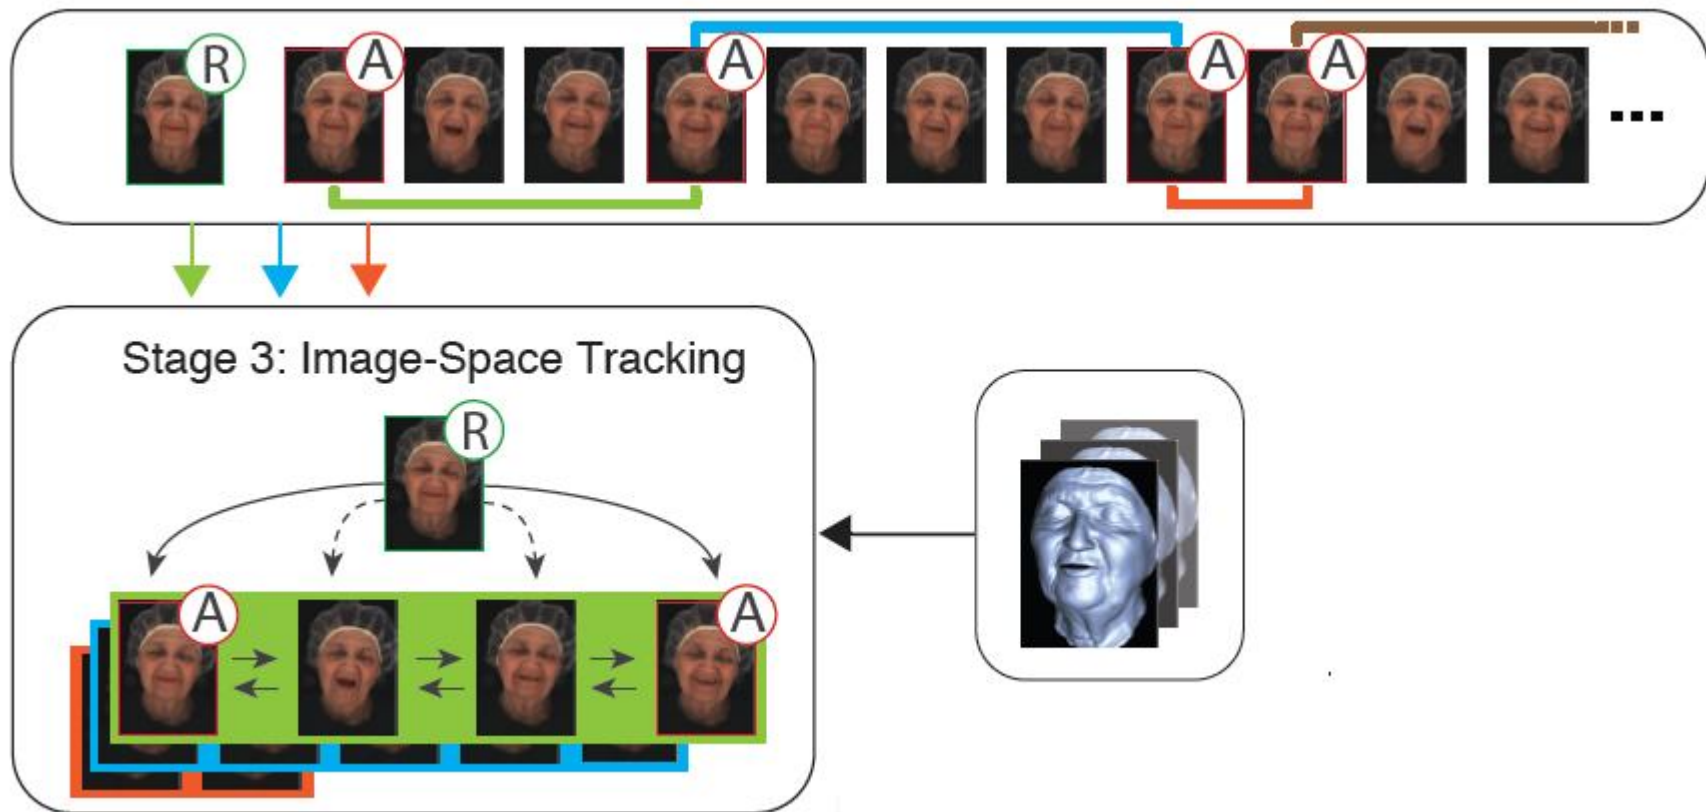 R A A A A
...
Stage 3: Image-Space Tracking
R
A A